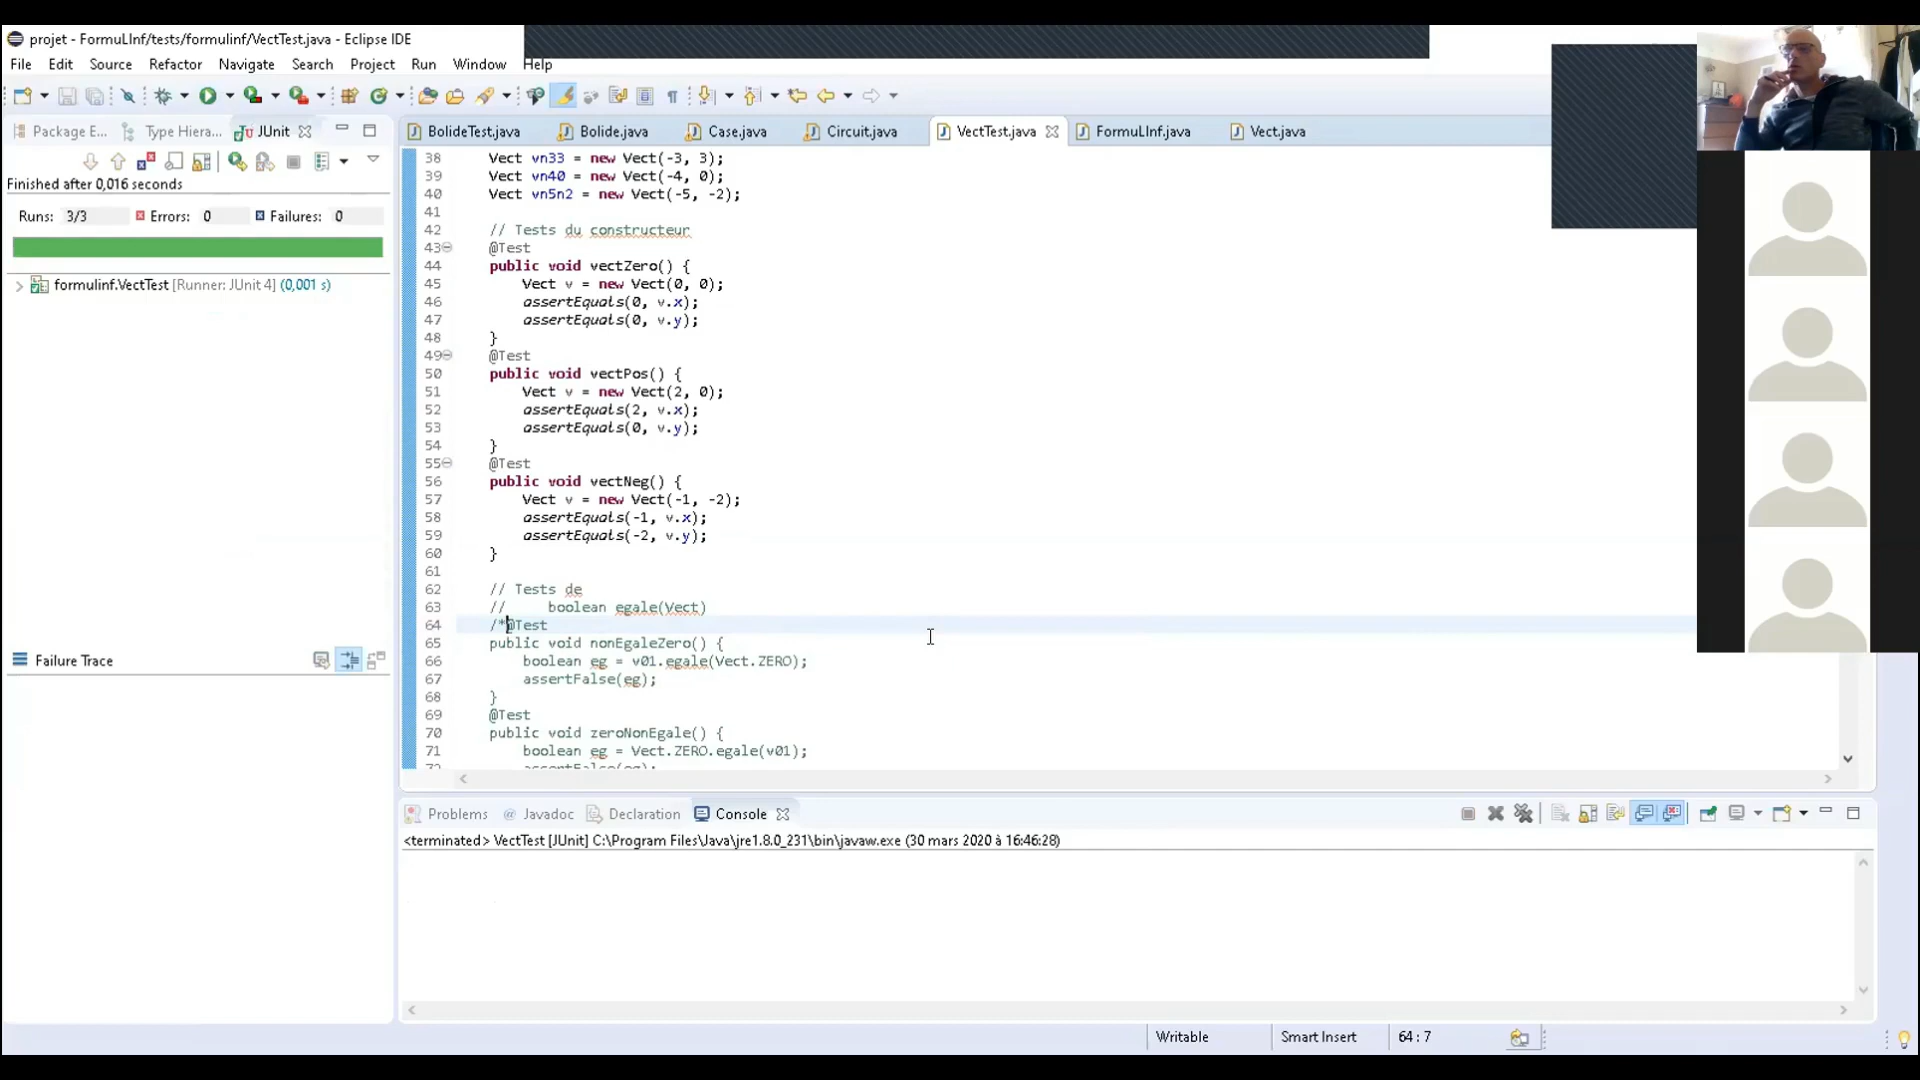 projet - FormuLInf/tests/formulinf/VectTest.java - Eclipse IDE
File Edit Source Refactor Navigate Search Project Run Window Help
Package E... Type Hiera... JUnit
Finished after 0,016 seconds
Runs: 3/3 Errors: 0 Failures: 0
formulinf.VectTest [Runner: JUnit 4] (0,001 s)
Failure Trace
BolideTest.java Bolide.java Case.java Circuit.java VectTest.java FormuLInf.java Vect.java
38 Vect vn33 = new Vect(-3, 3);
39 Vect vn40 = new Vect(-4, 0);
40 Vect vn5n2 = new Vect(-5, -2);
41
42 // Tests du constructeur
43 @Test
44 public void vectZero() {
45 Vect v = new Vect(0, 0);
46 assertEquals(0, v.x);
47 assertEquals(0, v.y);
48 }
49 @Test
50 public void vectPos() {
51 Vect v = new Vect(2, 0);
52 assertEquals(2, v.x);
53 assertEquals(0, v.y);
54 }
55 @Test
56 public void vectNeg() {
57 Vect v = new Vect(-1, -2);
58 assertEquals(-1, v.x);
59 assertEquals(-2, v.y);
60 }
61
62 // Tests de
63 // boolean egale(Vect)
64 /*@Test
65 public void nonEgaleZero() {
66 boolean eg = v01.egale(Vect.ZERO);
67 assertFalse(eg);
68 }
69 @Test
70 public void zeroNonEgale() {
71 boolean eg = Vect.ZERO.egale(v01);
72 assertFalse(eg);
Problems Javadoc Declaration Console
<terminated> VectTest [JUnit] C:\Program Files\Java\jre1.8.0_231\bin\javaw.exe (30 mars 2020 à 16:46:28)
Writable Smart Insert 64 : 7